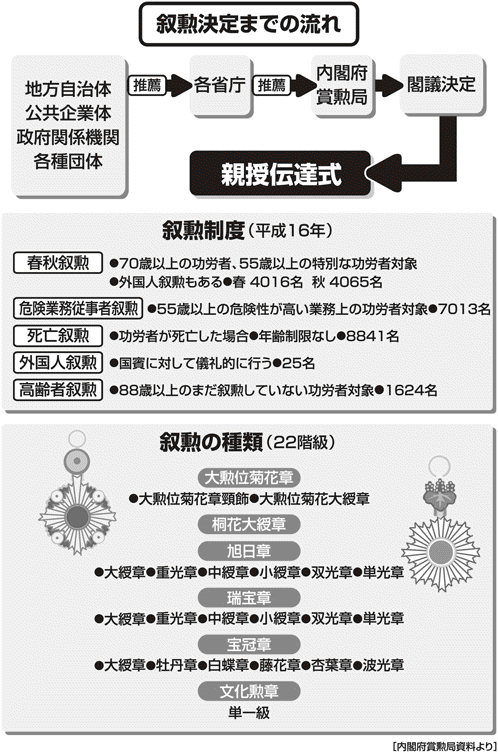 叙勲決定までの流れ
地方自治体
公共企業体
政府関係機関
各種団体
推薦
各省庁
推薦
内閣府
賞勲局
閣議決定
親授伝達式
叙勲制度（平成16年）
春秋叙勲 ●70歳以上の功労者、55歳以上の特別な功労者対象
●外国人叙勲もある●春 4016名 秋 4065名
危険業務従事者叙勲 ●55歳以上の危険性が高い業務上の功労者対象●7013名
死亡叙勲 ●功労者が死亡した場合●年齢制限なし●8841名
外国人叙勲 ●国賓に対して儀礼的に行う●25名
高齢者叙勲 ●88歳以上のまだ叙勲していない功労者対象●1624名
叙勲の種類（22階級）
大勲位菊花章
●大勲位菊花章頸飾●大勲位菊花大綬章
桐花大綬章
旭日章
●大綬章●重光章●中綬章●小綬章●双光章●単光章
瑞宝章
●大綬章●重光章●中綬章●小綬章●双光章●単光章
宝冠章
●大綬章●牡丹章●白蝶章●藤花章●杏葉章●波光章
文化勲章
単一級
［内閣府賞勲局資料より］